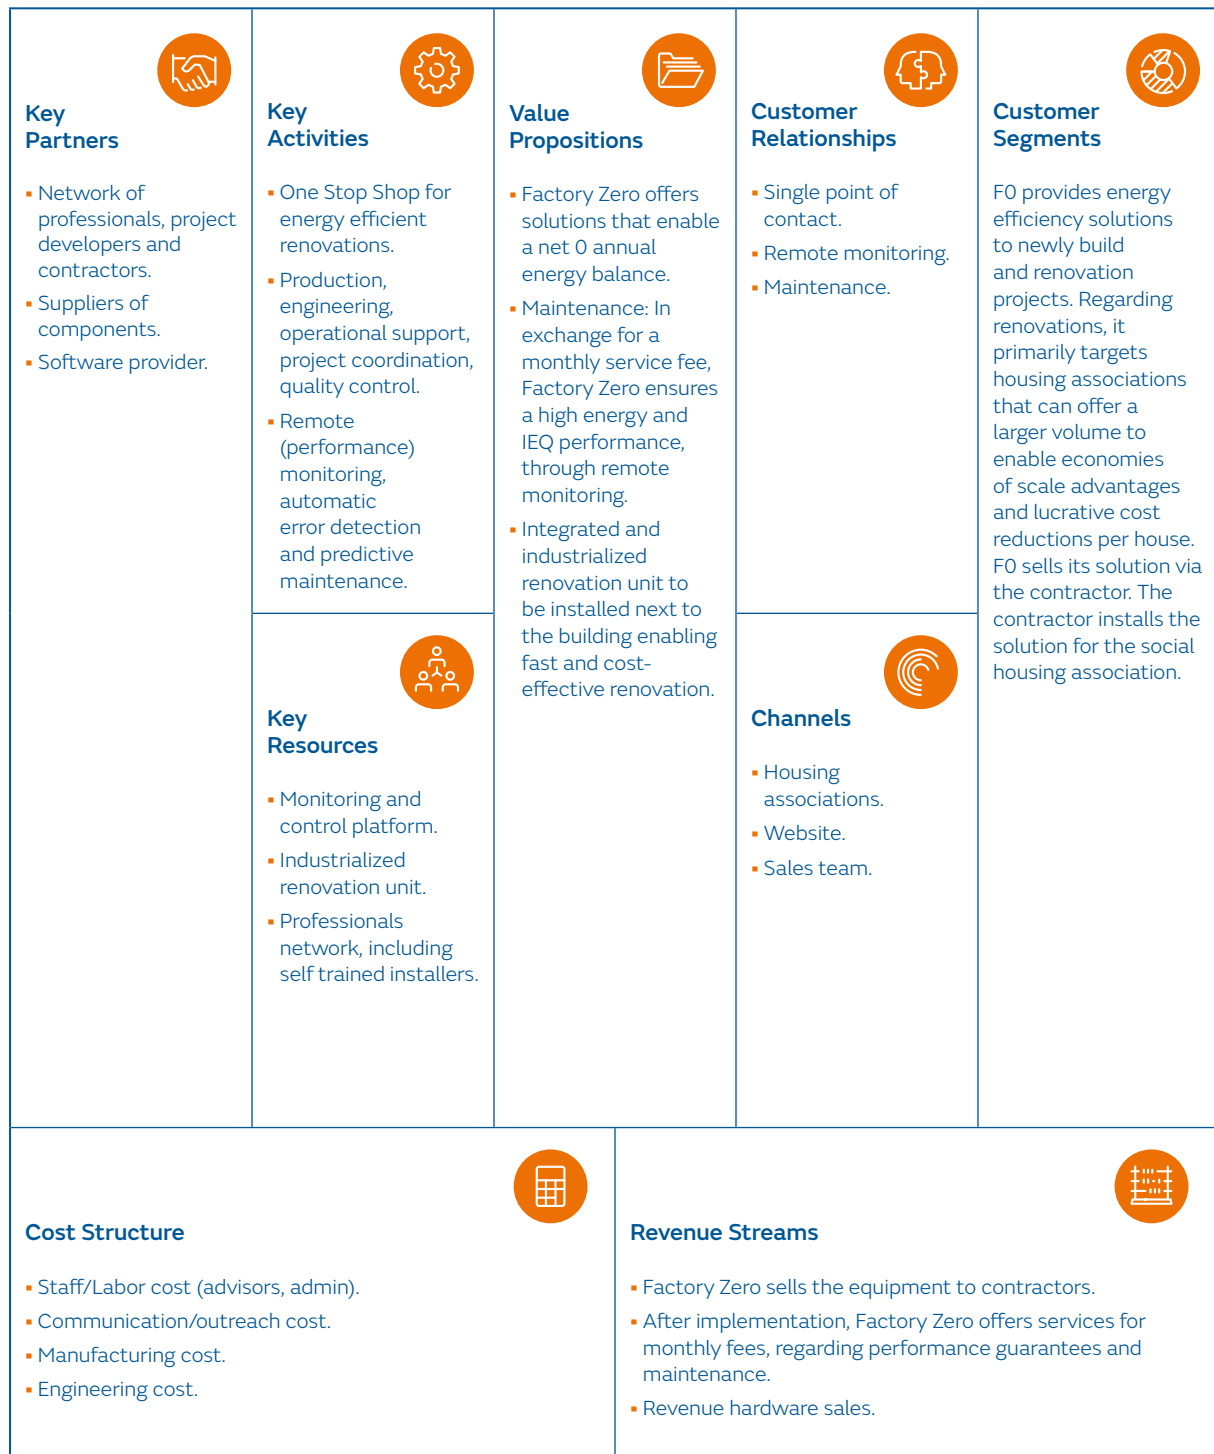 Key
Partners
▪ Network of
professionals, project
developers and
contractors.
▪ Suppliers of
components.
▪ Software provider.
Key
Activities
▪ One Stop Shop for
energy efficient
renovations.
▪ Production,
engineering,
operational support,
project coordination,
quality control.
▪ Remote
(performance)
monitoring,
automatic
error detection
and predictive
maintenance.
Key
Resources
▪ Monitoring and
control platform.
▪ Industrialized
renovation unit.
▪ Professionals
network, including
self trained installers.
Value
Propositions
▪ Factory Zero offers
solutions that enable
a net 0 annual
energy balance.
▪ Maintenance: In
exchange for a
monthly service fee,
Factory Zero ensures
a high energy and
IEQ performance,
through remote
monitoring.
▪ Integrated and
industrialized
renovation unit to
be installed next to
the building enabling
fast and cost-
effective renovation.
Customer
Relationships
▪ Single point of
contact.
▪ Remote monitoring.
▪ Maintenance.
Channels
▪ Housing
associations.
▪ Website.
▪ Sales team.
Customer
Segments
F0 provides energy
efficiency solutions
to newly build
and renovation
projects. Regarding
renovations, it
primarily targets
housing associations
that can offer a
larger volume to
enable economies
of scale advantages
and lucrative cost
reductions per house.
F0 sells its solution via
the contractor. The
contractor installs the
solution for the social
housing association.
Cost Structure
▪ Staff/Labor cost (advisors, admin).
▪ Communication/outreach cost.
▪ Manufacturing cost.
▪ Engineering cost.
Revenue Streams
▪ Factory Zero sells the equipment to contractors.
▪ After implementation, Factory Zero offers services for
monthly fees, regarding performance guarantees and
maintenance.
▪ Revenue hardware sales.